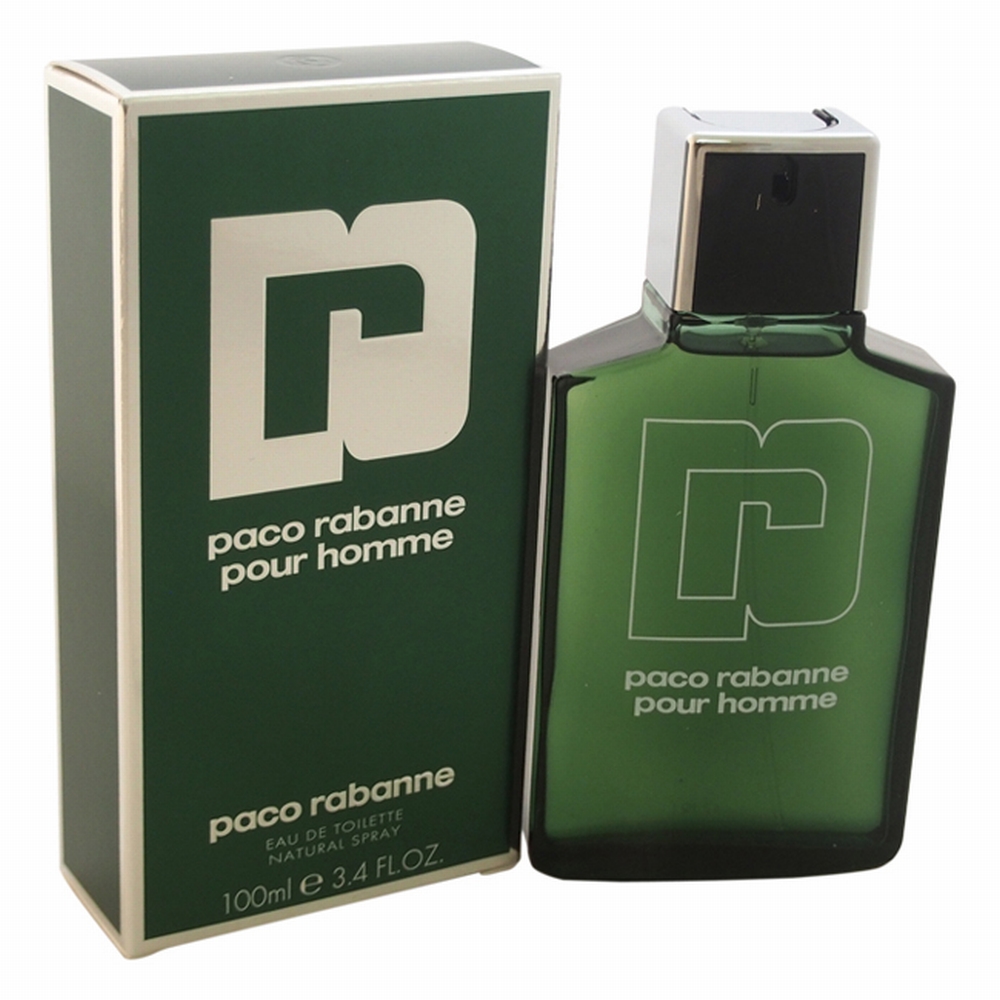 paco rabanne
pour homme
paco rabanne
EAU DE TOILETTE
NATURAL SPRAY
100ml e 3.4 FL.OZ.
paco rabanne
pour homme